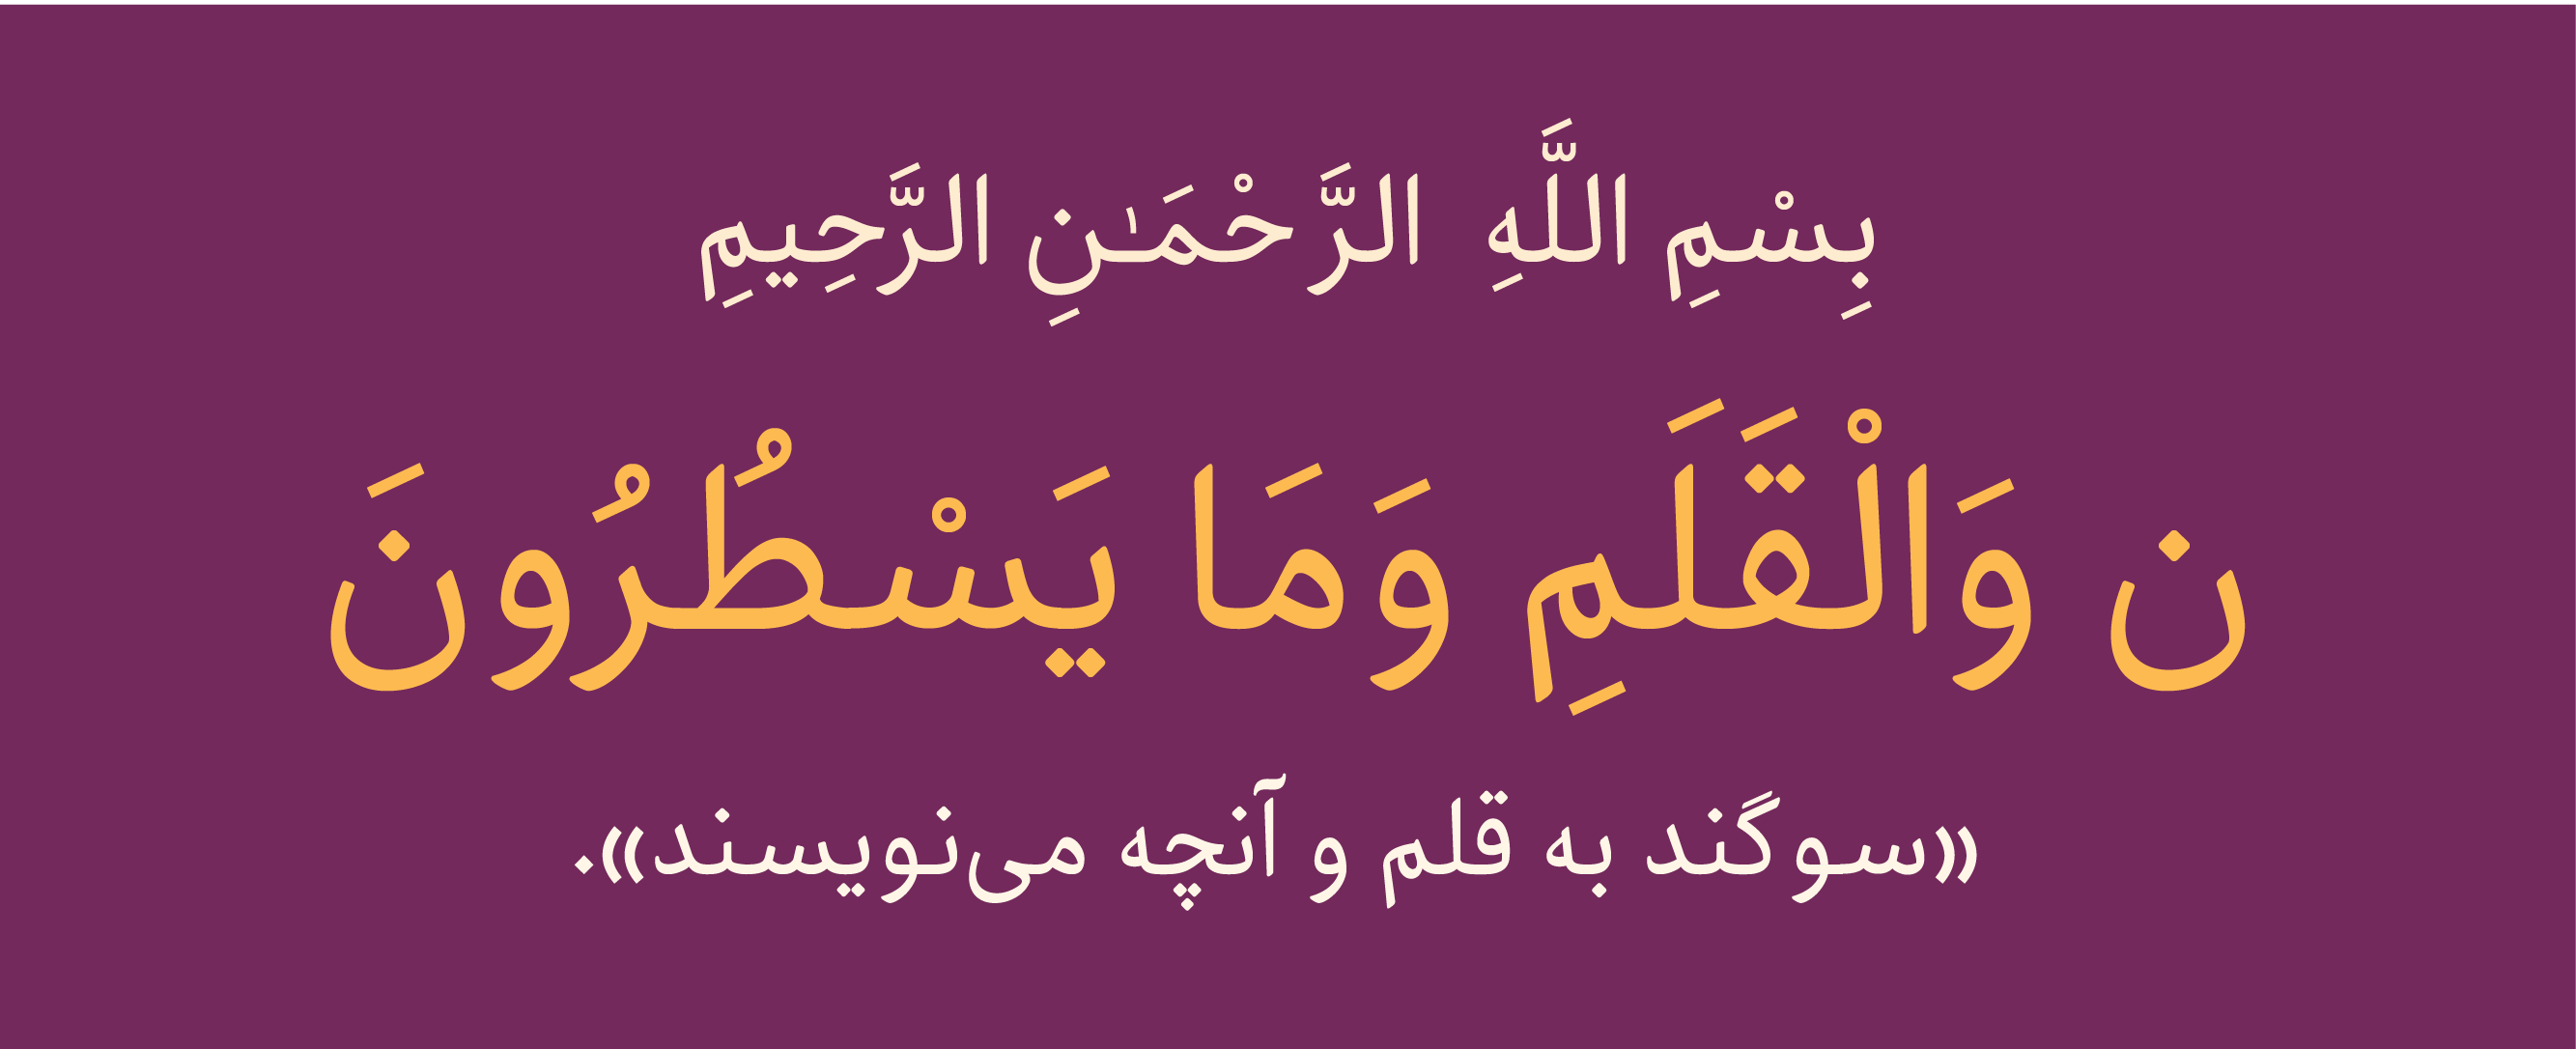 بِسْمِ اللَّهِ الرَّحْمَـٰنِ الرَّحِيمِ
ن وَالْقَلَمِ وَمَا يَسْطُرُونَ
«سوگند به قلم و آنچه می‌نویسند».